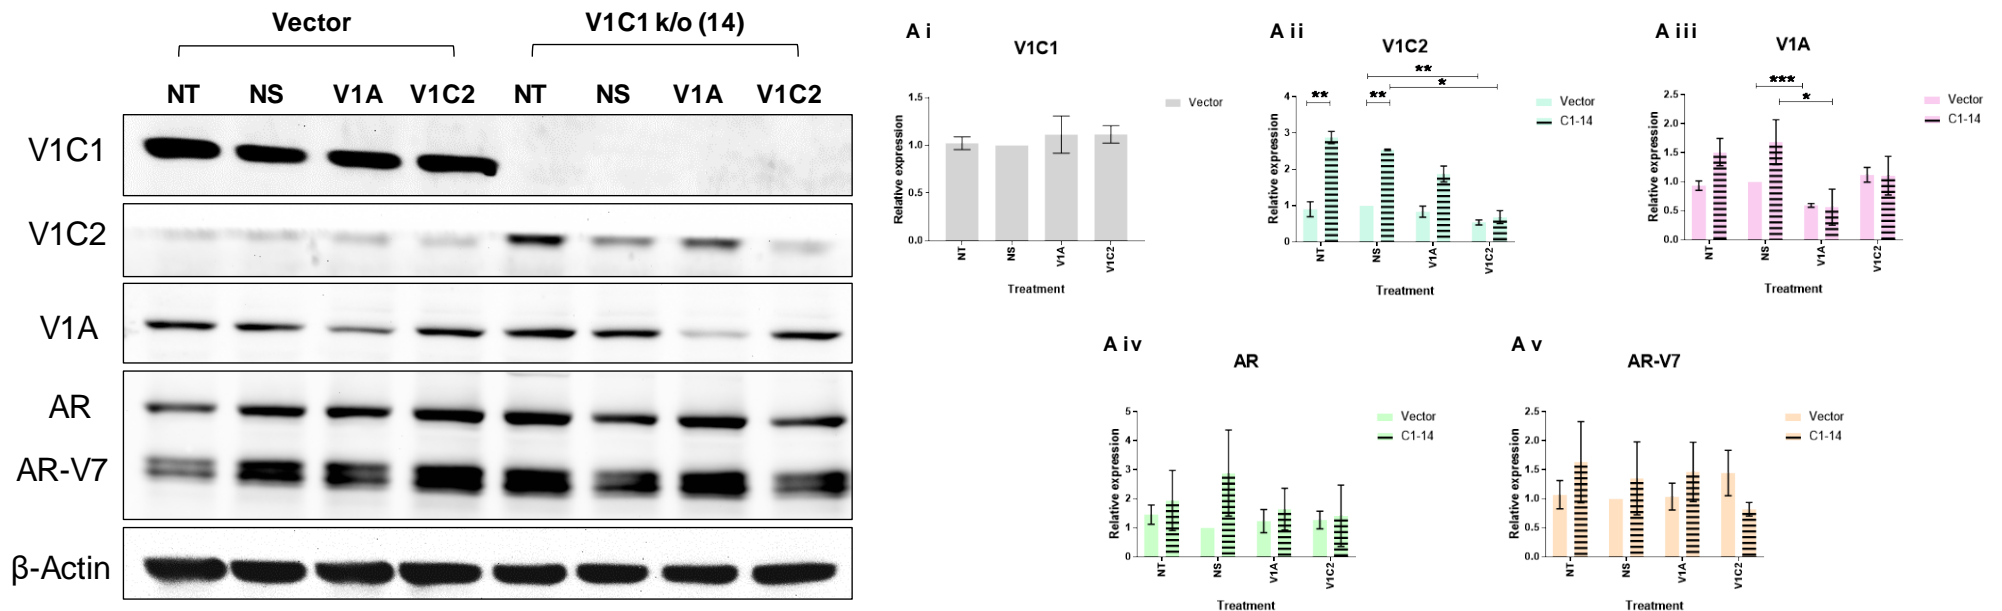 Vector
V1C1 k/o (14)
NT NS V1A V1C2 NT NS V1A V1C2
V1C1
V1C2
V1A
AR
AR-V7
β-Actin
A i
V1C1
Relative expression
1.5
1.0
0.5
0.0
NT NS V1A V1C2
Treatment
Vector
A ii
V1C2
Relative expression
4
3
2
1
0
** ** ** *
NT NS V1A V1C2
Treatment
Vector
C1-14
A iii
V1A
Relative expression
2.5
2.0
1.5
1.0
0.5
0.0
*** *
NT NS V1A V1C2
Treatment
Vector
C1-14
A iv
AR
Relative expression
5
4
3
2
1
0
NT NS V1A V1C2
Treatment
Vector
C1-14
A v
AR-V7
Relative expression
2.5
2.0
1.5
1.0
0.5
0.0
NT NS V1A V1C2
Treatment
Vector
C1-14